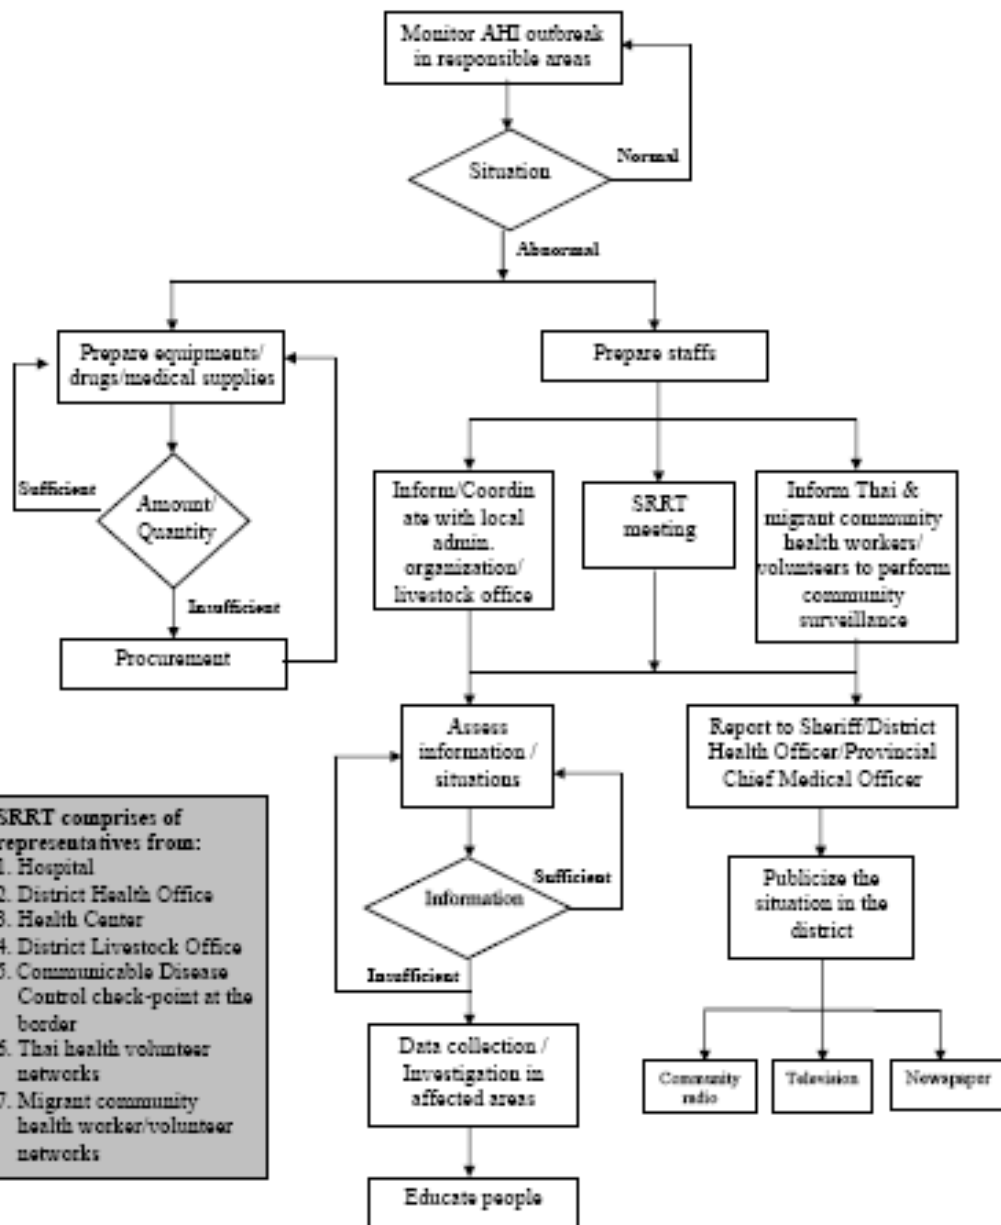 Monitor AHI outbreak
in responsible areas
Situation
Normal
Abnormal
Prepare equipments/
drugs/medical supplies
Prepare staffs
Sufficient
Amount/
Quantity
Insufficient
Procurement
Inform/Coordin
ate with local
admin.
organization/
livestock office
SRRT
meeting
Inform Thai &
migrant community
health workers/
volunteers to perform
community
surveillance
Assess
information /
situations
Report to Sheriff/District
Health Officer/Provincial
Chief Medical Officer
Information
Sufficient
Insufficient
Publicize the
situation in the
district
Data collection /
Investigation in
affected areas
Community
radio
Television
Newspaper
Educate people
SRRT comprises of
representatives from:
1. Hospital
2. District Health Office
3. Health Center
4. District Livestock Office
5. Communicable Disease
Control check-point at the
border
6. Thai health volunteer
networks
7. Migrant community
health worker/volunteer
networks